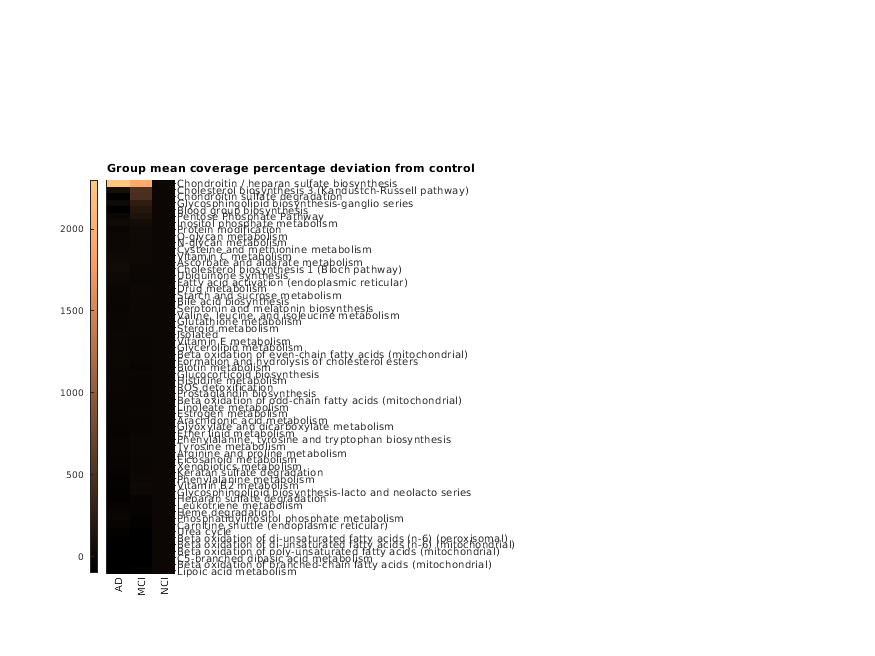 Group mean coverage percentage deviation from control
Chondroitin / heparan sulfate biosynthesis
Cholesterol biosynthesis 3 (Kandustch-Russell pathway)
Chondroitin sulfate degradation
Glycosphingolipid biosynthesis-ganglio series
Blood group biosynthesis
Pentose Phosphate Pathway
Inositol phosphate metabolism
Protein modification
O-glycan metabolism
N-glycan metabolism
Cysteine and methionine metabolism
Vitamin C metabolism
Ascorbate and aldarate metabolism
Cholesterol biosynthesis 1 (Bloch pathway)
Ubiquinone synthesis
Fatty acid activation (endoplasmic reticular)
Drug metabolism
Starch and sucrose metabolism
Bile acid biosynthesis
Serotonin and melatonin biosynthesis
Valine, leucine, and isoleucine metabolism
Glutathione metabolism
Steroid metabolism
Isolated
Vitamin E metabolism
Glycerolipid metabolism
Beta oxidation of even-chain fatty acids (mitochondrial)
Formation and hydrolysis of cholesterol esters
Biotin metabolism
Glucocorticoid biosynthesis
Histidine metabolism
ROS detoxification
Prostaglandin biosynthesis
Beta oxidation of odd-chain fatty acids (mitochondrial)
Linoleate metabolism
Estrogen metabolism
Arachidonic acid metabolism
Glyoxylate and dicarboxylate metabolism
Ether lipid metabolism
Phenylalanine, tyrosine and tryptophan biosynthesis
Tyrosine metabolism
Arginine and proline metabolism
Eicosanoid metabolism
Xenobiotics metabolism
Keratan sulfate degradation
Phenylalanine metabolism
Vitamin B2 metabolism
Glycosphingolipid biosynthesis-lacto and neolacto series
Heparan sulfate degradation
Leukotriene metabolism
Heme degradation
Phosphatidylinositol phosphate metabolism
Carnitine shuttle (endoplasmic reticular)
Urea cycle
Beta oxidation of di-unsaturated fatty acids (n-6) (peroxisomal)
Beta oxidation of di-unsaturated fatty acids (n-6) (mitochondrial)
Beta oxidation of poly-unsaturated fatty acids (mitochondrial)
C5-branched dibasic acid metabolism
Beta oxidation of branched-chain fatty acids (mitochondrial)
Lipoic acid metabolism
2000
1500
1000
500
0
AD
MCI
NCI